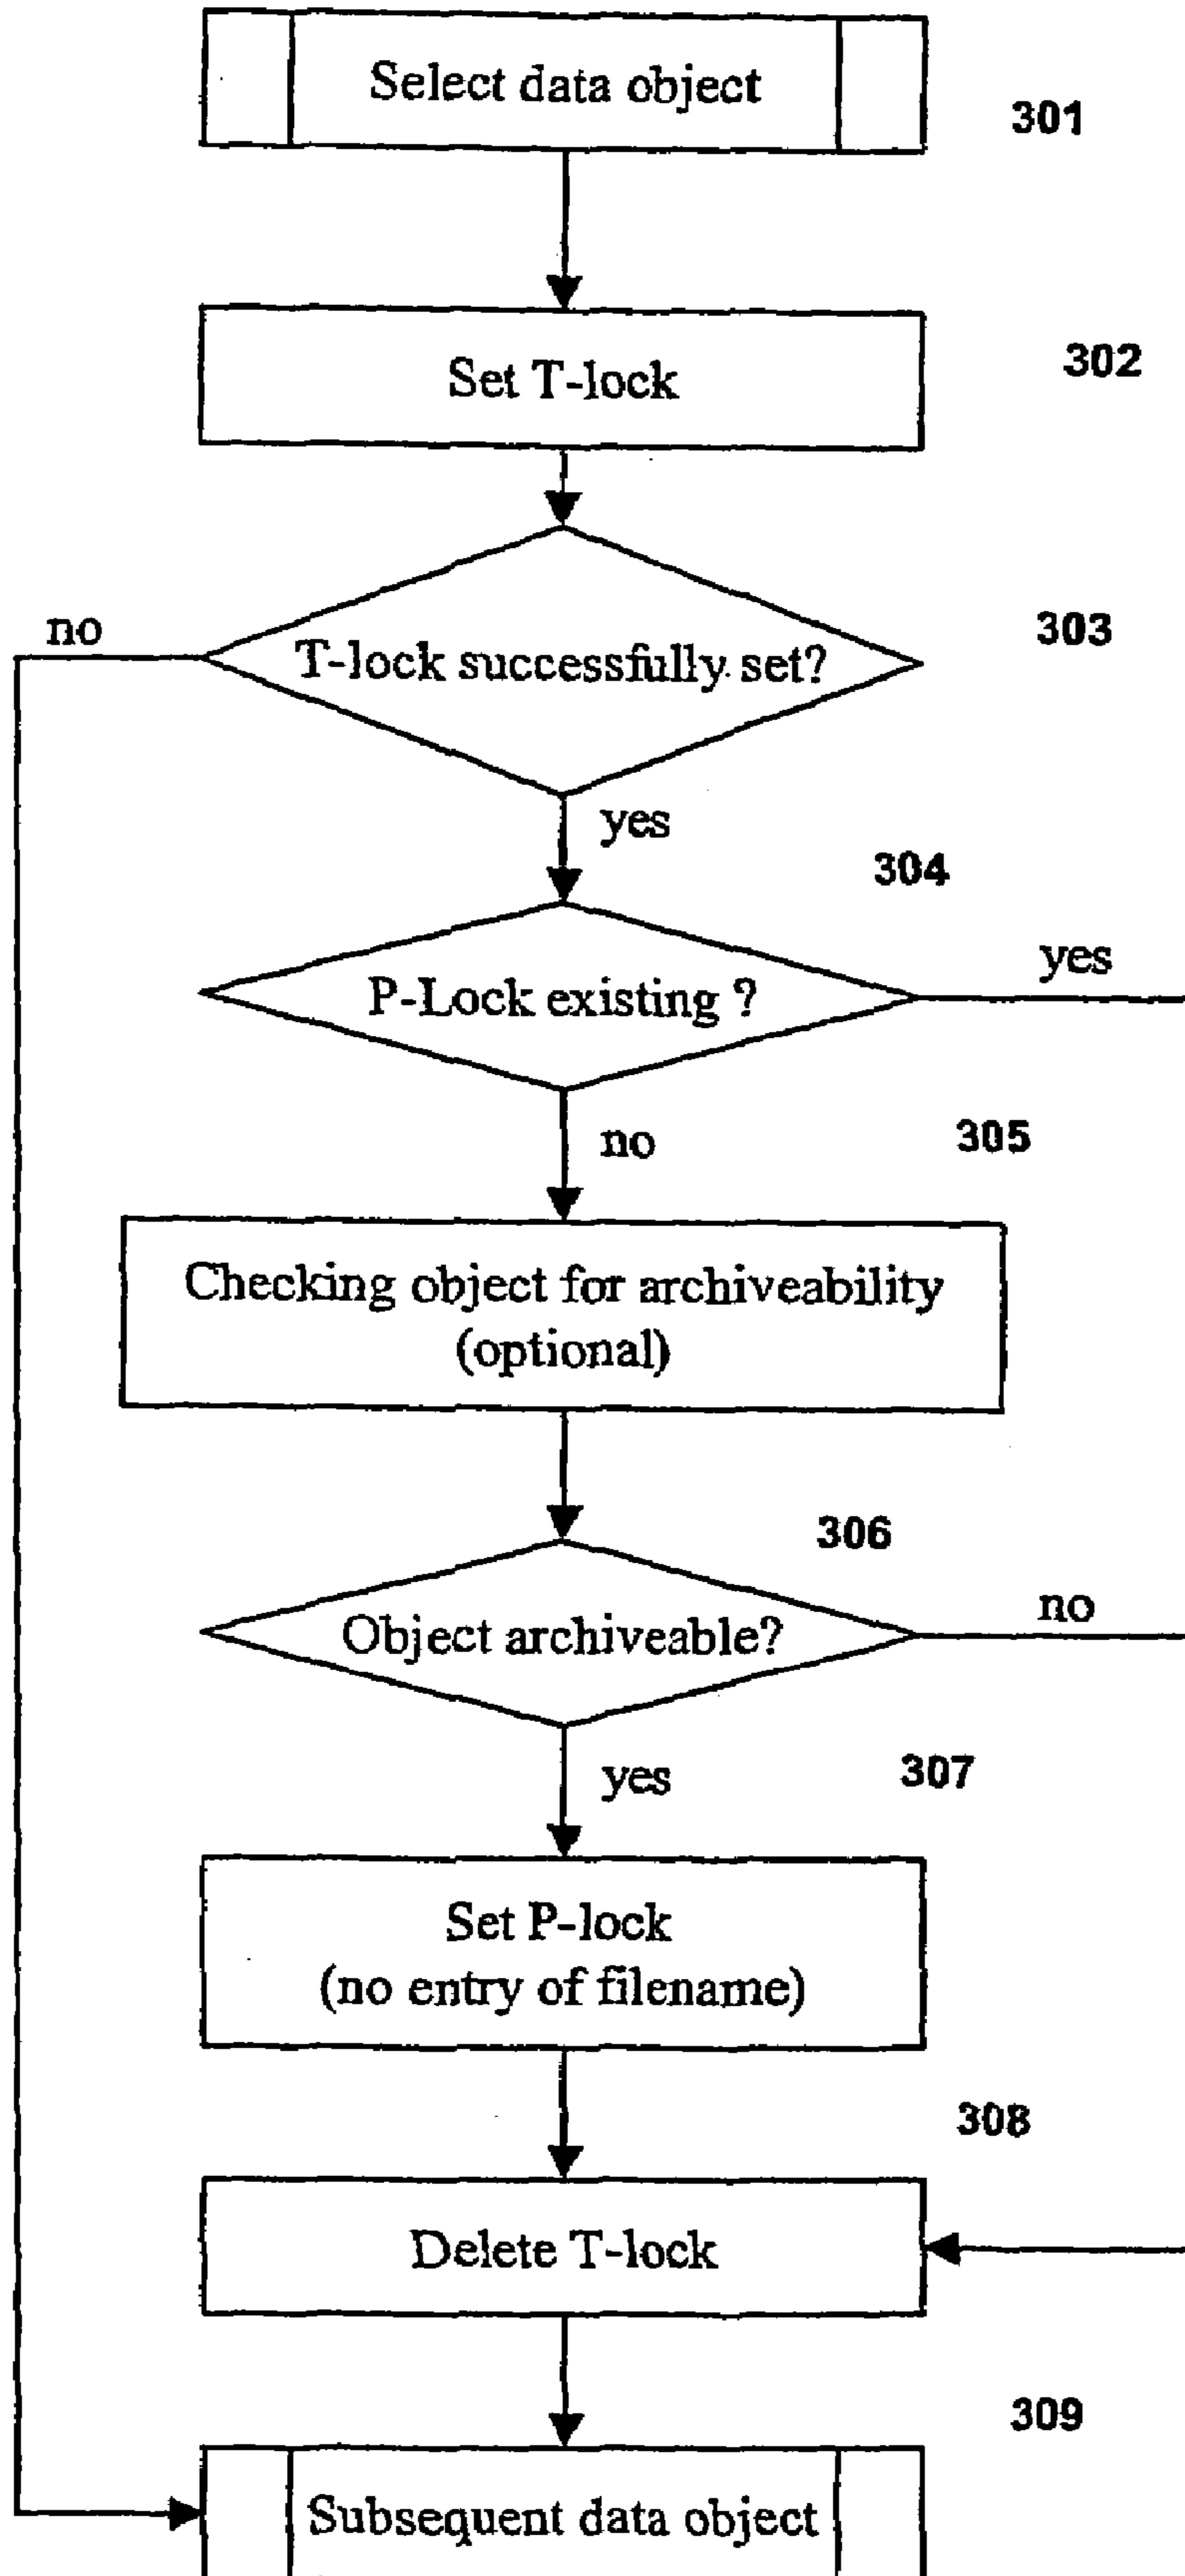 Select data object
301
Set T-lock
302
no
T-lock successfully set?
303
yes
304
P-Lock existing ?
yes
no
305
Checking object for archiveability
(optional)
306
Object archiveable?
no
yes
307
Set P-lock
(no entry of filename)
308
Delete T-lock
309
Subsequent data object